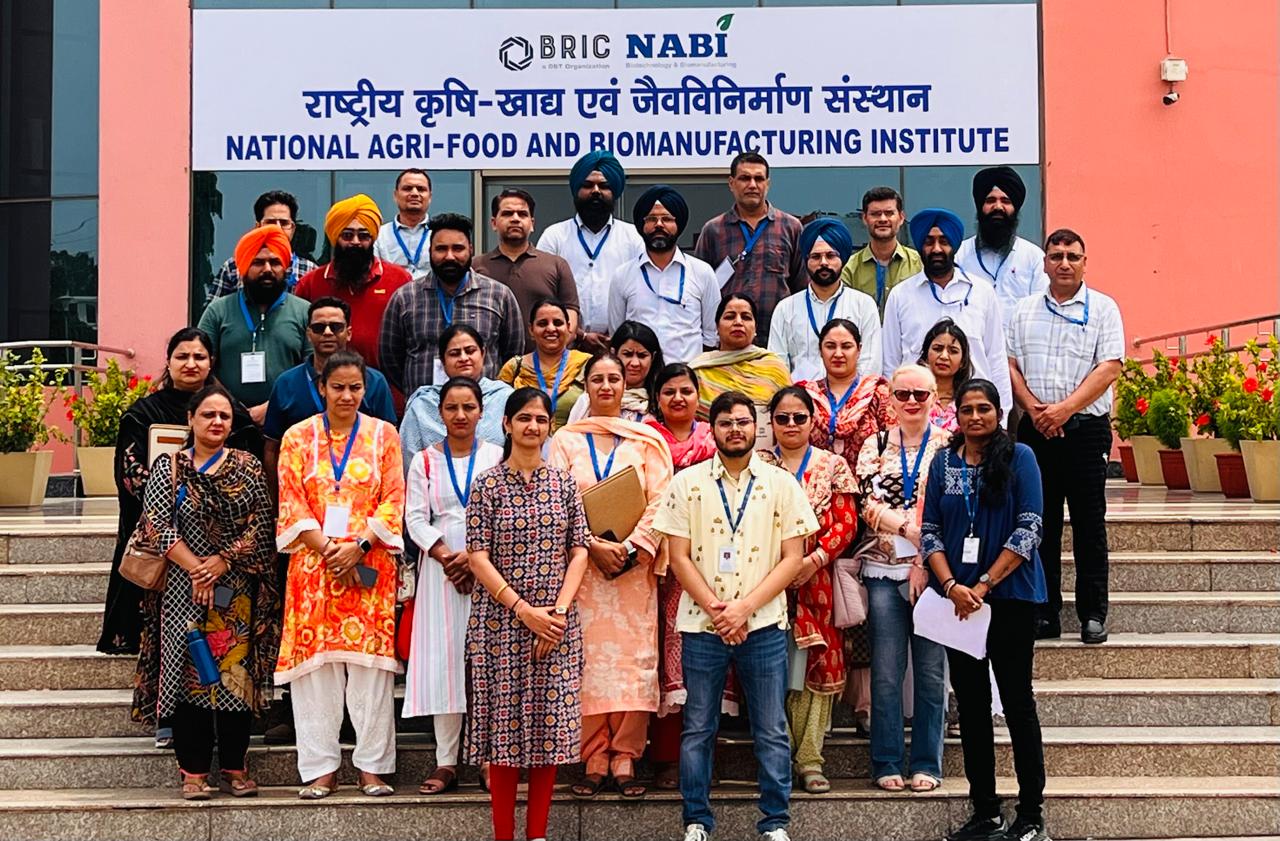 BRIC NABI
a DBT Organization Biotechnology & Biomanufacturing
राष्ट्रीय कृषि-खाद्य एवं जैवविनिर्माण संस्थान
NATIONAL AGRI-FOOD AND BIOMANUFACTURING INSTITUTE